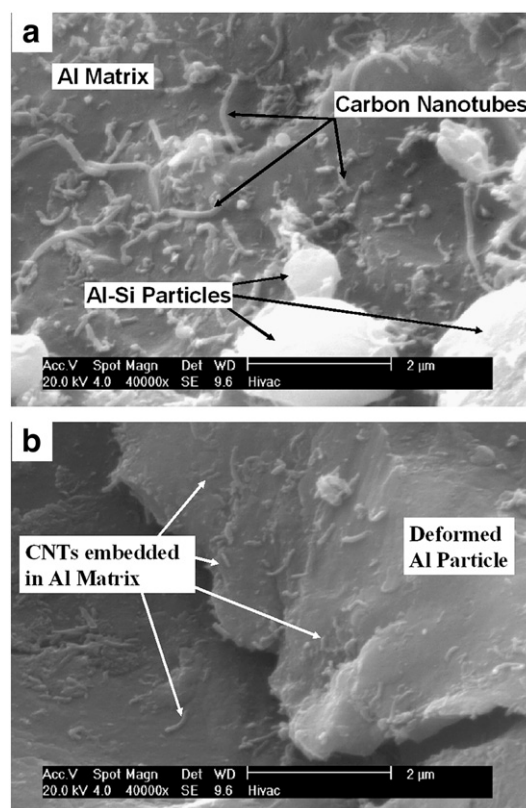 a
Al Matrix
Carbon Nanotubes
Al-Si Particles
Acc.V Spot Magn Det WD 2 µm
20.0 kV 4.0 40000x SE 9.6 Hivac
b
CNTs embedded
in Al Matrix
Deformed
Al Particle
Acc.V Spot Magn Det WD 2 µm
20.0 kV 4.0 40000x SE 9.6 Hivac